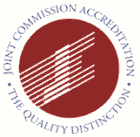 JOINT COMMISSION ACCREDITATION
• THE QUALITY DISTINCTION •